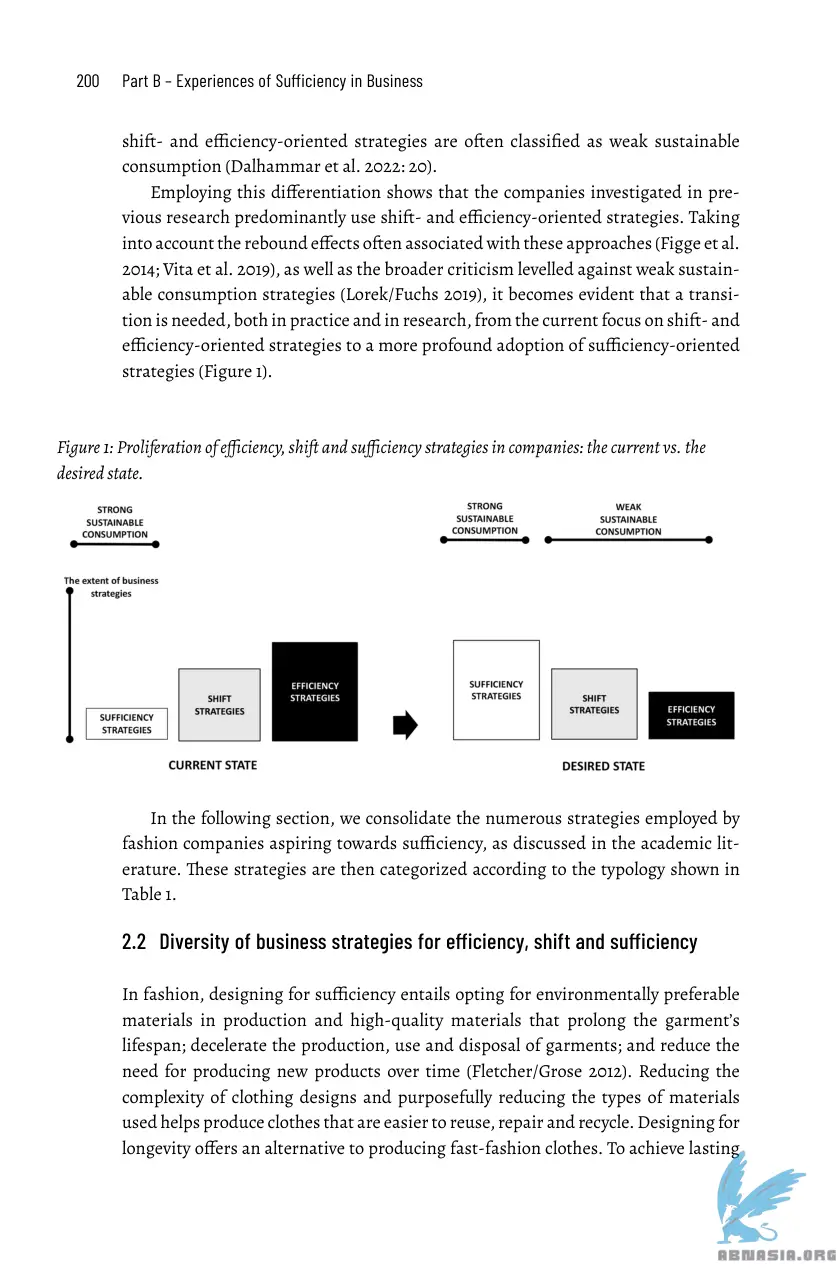 200 Part B – Experiences of Sufficiency in Business
shift- and efficiency-oriented strategies are often classified as weak sustainable
consumption (Dalhammar et al. 2022: 20).
Employing this differentiation shows that the companies investigated in pre-
vious research predominantly use shift- and efficiency-oriented strategies. Taking
into account the rebound effects often associated with these approaches (Figge et al.
2014; Vita et al. 2019), as well as the broader criticism levelled against weak sustain-
able consumption strategies (Lorek/Fuchs 2019), it becomes evident that a transi-
tion is needed, both in practice and in research, from the current focus on shift- and
efficiency-oriented strategies to a more profound adoption of sufficiency-oriented
strategies (Figure 1).
Figure 1: Proliferation of efficiency, shift and sufficiency strategies in companies: the current vs. the
desired state.
STRONG
SUSTAINABLE
CONSUMPTION
The extent of business
strategies
SUFFICIENCY
STRATEGIES
SHIFT
STRATEGIES
EFFICIENCY
STRATEGIES
CURRENT STATE
STRONG
SUSTAINABLE
CONSUMPTION
WEAK
SUSTAINABLE
CONSUMPTION
SUFFICIENCY
STRATEGIES
SHIFT
STRATEGIES
EFFICIENCY
STRATEGIES
DESIRED STATE
In the following section, we consolidate the numerous strategies employed by
fashion companies aspiring towards sufficiency, as discussed in the academic lit-
erature. These strategies are then categorized according to the typology shown in
Table 1.
2.2 Diversity of business strategies for efficiency, shift and sufficiency
In fashion, designing for sufficiency entails opting for environmentally preferable
materials in production and high-quality materials that prolong the garment's
lifespan; decelerate the production, use and disposal of garments; and reduce the
need for producing new products over time (Fletcher/Grose 2012). Reducing the
complexity of clothing designs and purposefully reducing the types of materials
used helps produce clothes that are easier to reuse, repair and recycle. Designing for
longevity offers an alternative to producing fast-fashion clothes. To achieve lasting
ABNASIA.ORG